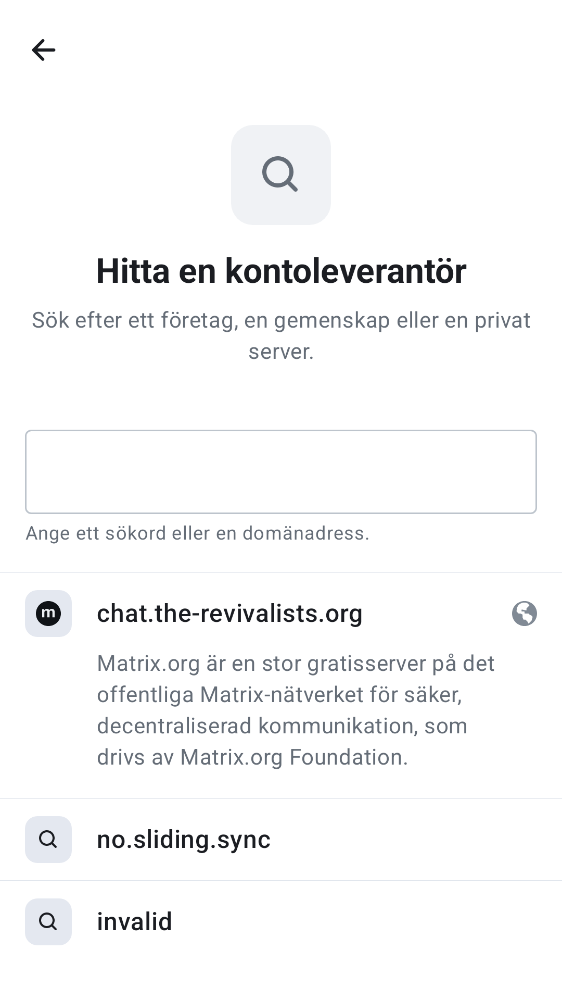 Hitta en kontoleverantör
Sök efter ett företag, en gemenskap eller en privat
server.
Ange ett sökord eller en domänadress.
m
chat.the-revivalists.org
Matrix.org är en stor gratisserver på det
offentliga Matrix-nätverket för säker,
decentraliserad kommunikation, som
drivs av Matrix.org Foundation.
no.sliding.sync
invalid